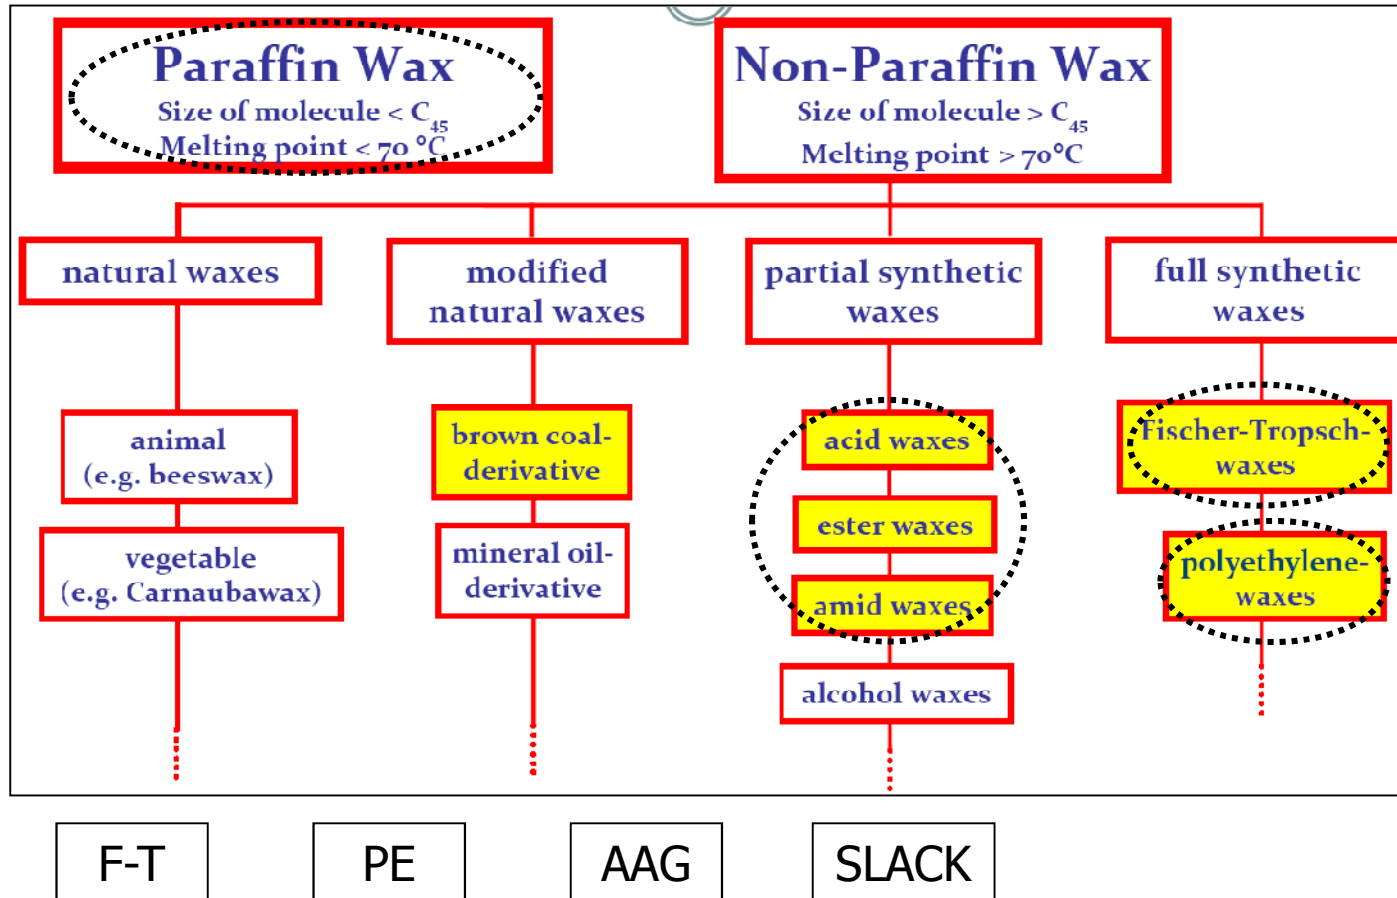 Paraffin Wax
Size of molecule < C45
Melting point < 70 °C
Non-Paraffin Wax
Size of molecule > C45
Melting point > 70°C
natural waxes
modified
natural waxes
partial synthetic
waxes
full synthetic
waxes
animal
(e.g. beeswax)
vegetable
(e.g. Carnaubawax)
brown coal-
derivative
mineral oil-
derivative
acid waxes
ester waxes
amid waxes
alcohol waxes
Fischer-Tropsch-
waxes
polyethylene-
waxes
F-T
PE
AAG
SLACK